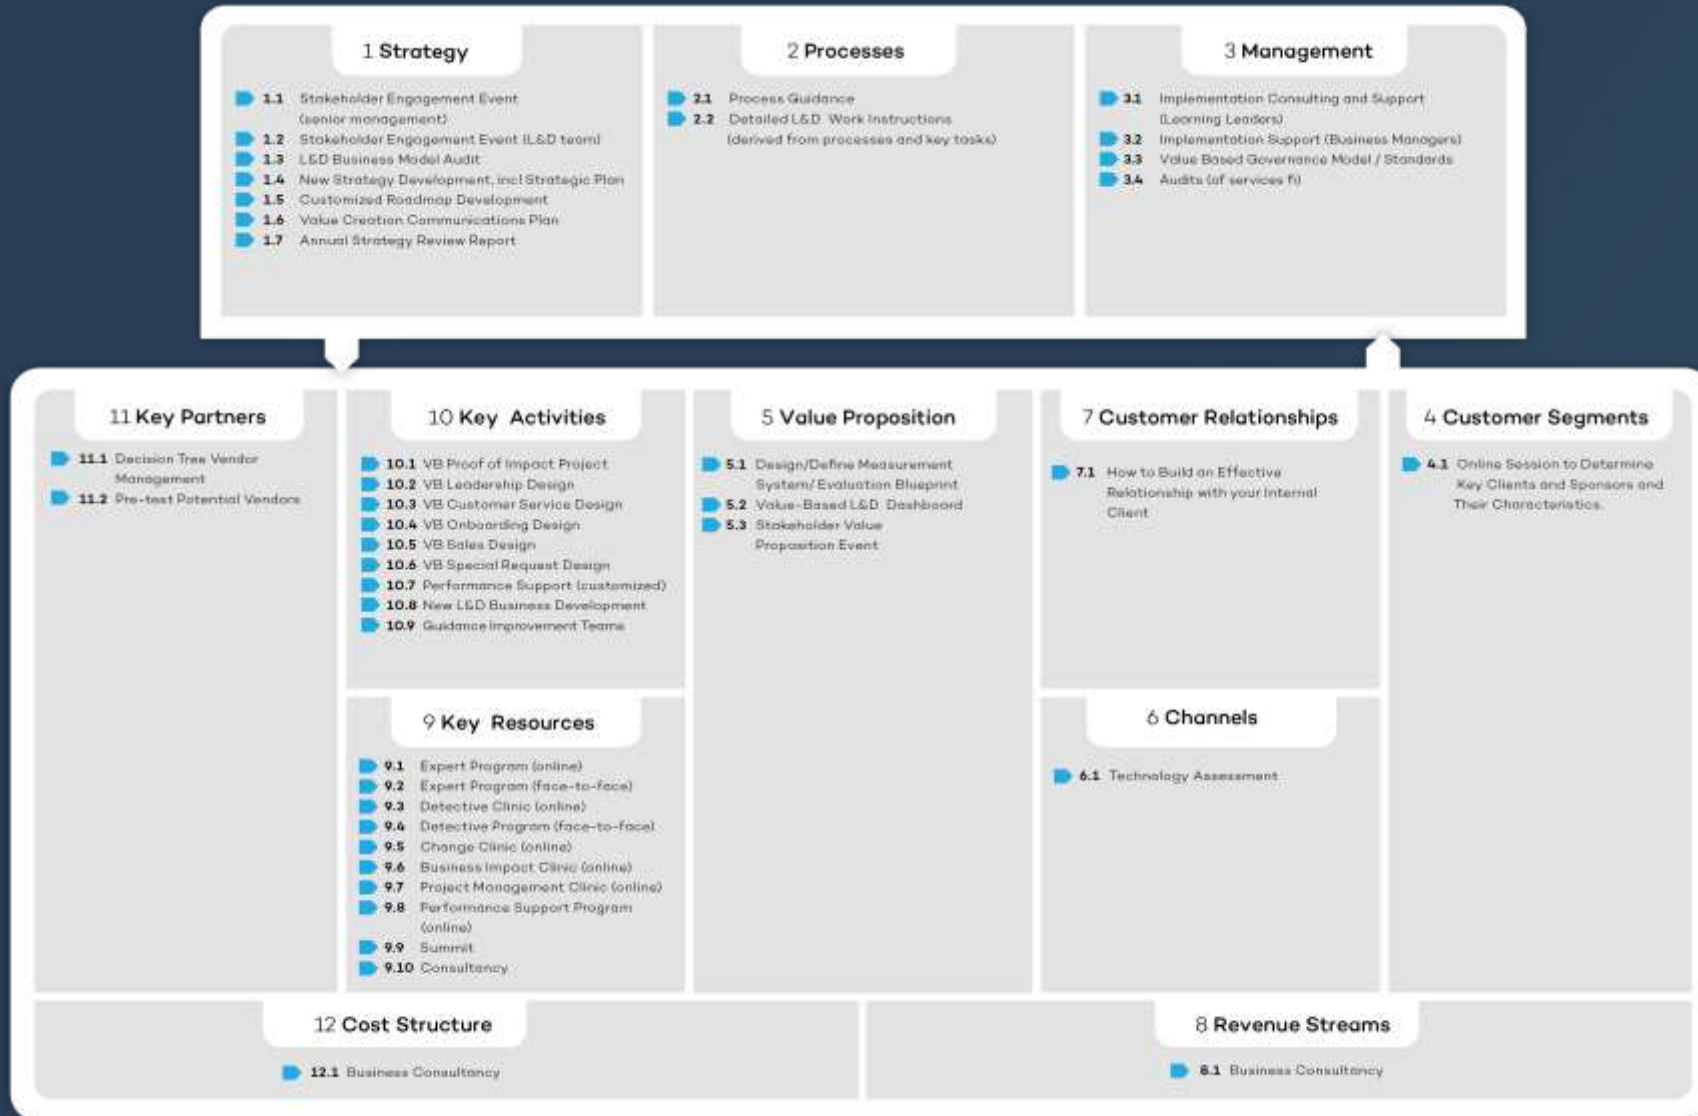 1 Strategy
1.1 Stakeholder Engagement Event
(senior management)
1.2 Stakeholder Engagement Event (L&D team)
1.3 L&D Business Model Audit
1.4 New Strategy Development, incl Strategic Plan
1.5 Customized Roadmap Development
1.6 Value Creation Communications Plan
1.7 Annual Strategy Review Report
2 Processes
2.1 Process Guidance
2.2 Detailed L&D Work Instructions
(derived from processes and key tasks)
3 Management
3.1 Implementation Consulting and Support
(Learning Leaders)
3.2 Implementation Support (Business Managers)
3.3 Value Based Governance Model / Standards
3.4 Audits (of services fi)
11 Key Partners
11.1 Decision Tree Vendor
Management
11.2 Pre-test Potential Vendors
10 Key Activities
10.1 VB Proof of Impact Project
10.2 VB Leadership Design
10.3 VB Customer Service Design
10.4 VB Onboarding Design
10.5 VB Sales Design
10.6 VB Special Request Design
10.7 Performance Support (customized)
10.8 New L&D Business Development
10.9 Guidance Improvement Teams
9 Key Resources
9.1 Expert Program (online)
9.2 Expert Program (face-to-face)
9.3 Detective Clinic (online)
9.4 Detective Program (face-to-face)
9.5 Change Clinic (online)
9.6 Business Impact Clinic (online)
9.7 Project Management Clinic (online)
9.8 Performance Support Program
(online)
9.9 Summit
9.10 Consultancy
5 Value Proposition
5.1 Design/Define Measurement
System/ Evaluation Blueprint
5.2 Value-Based L&D Dashboard
5.3 Stakeholder Value
Proposition Event
7 Customer Relationships
7.1 How to Build an Effective
Relationship with your Internal
Client
6 Channels
6.1 Technology Assessment
4 Customer Segments
4.1 Online Session to Determine
Key Clients and Sponsors and
Their Characteristics.
12 Cost Structure
12.1 Business Consultancy
8 Revenue Streams
8.1 Business Consultancy